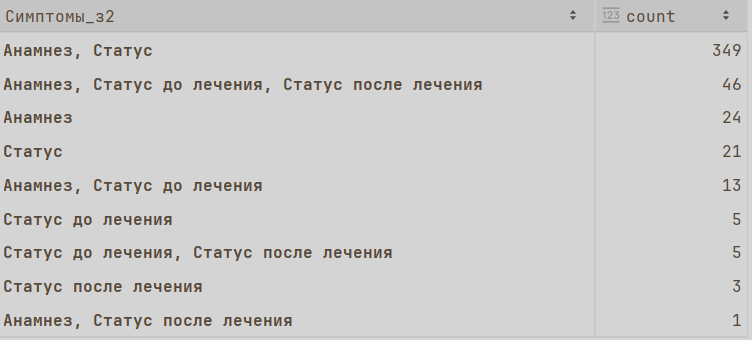 Симптомы_з2 123 count
Анамнез, Статус 349
Анамнез, Статус до лечения, Статус после лечения 46
Анамнез 24
Статус 21
Анамнез, Статус до лечения 13
Статус до лечения 5
Статус до лечения, Статус после лечения 5
Статус после лечения 3
Анамнез, Статус после лечения 1